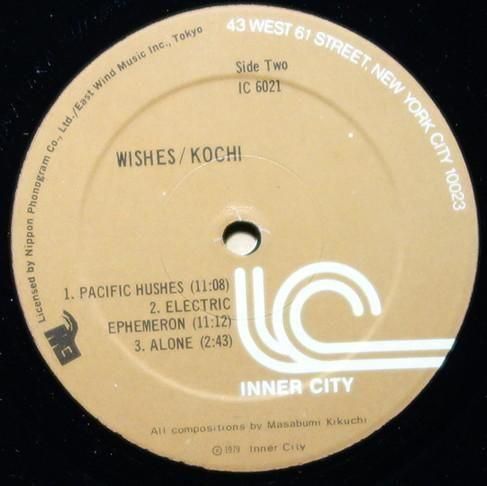 43 WEST 61 STREET, NEW YORK CITY 10023
Licensed by Nippon Phonogram Co., Ltd./East Wind Music Inc., Tokyo
Side Two
IC 6021
WISHES/KOCHI
1. PACIFIC HUSHES (11:08)
2. ELECTRIC
EPHEMERON (11:12)
3. ALONE (2:43)
INNER CITY
All compositions by Masabumi Kikuchi
© 1979 Inner City